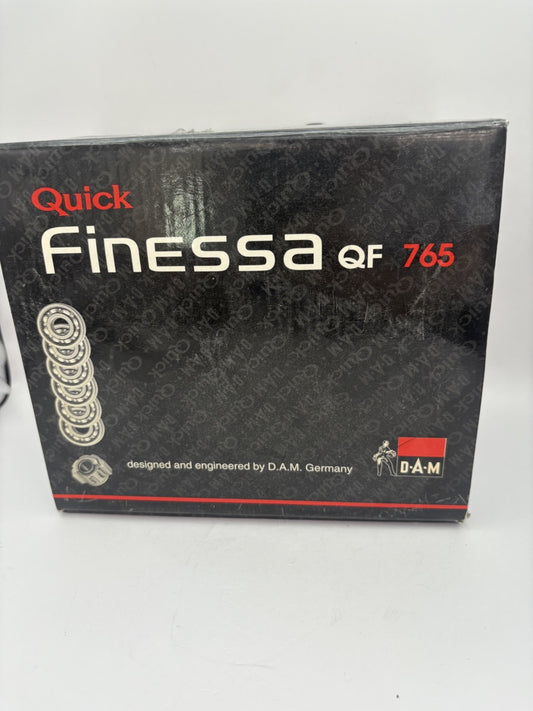 Quick
Finessa QF 765
designed and engineered by D.A.M. Germany
D·A·M